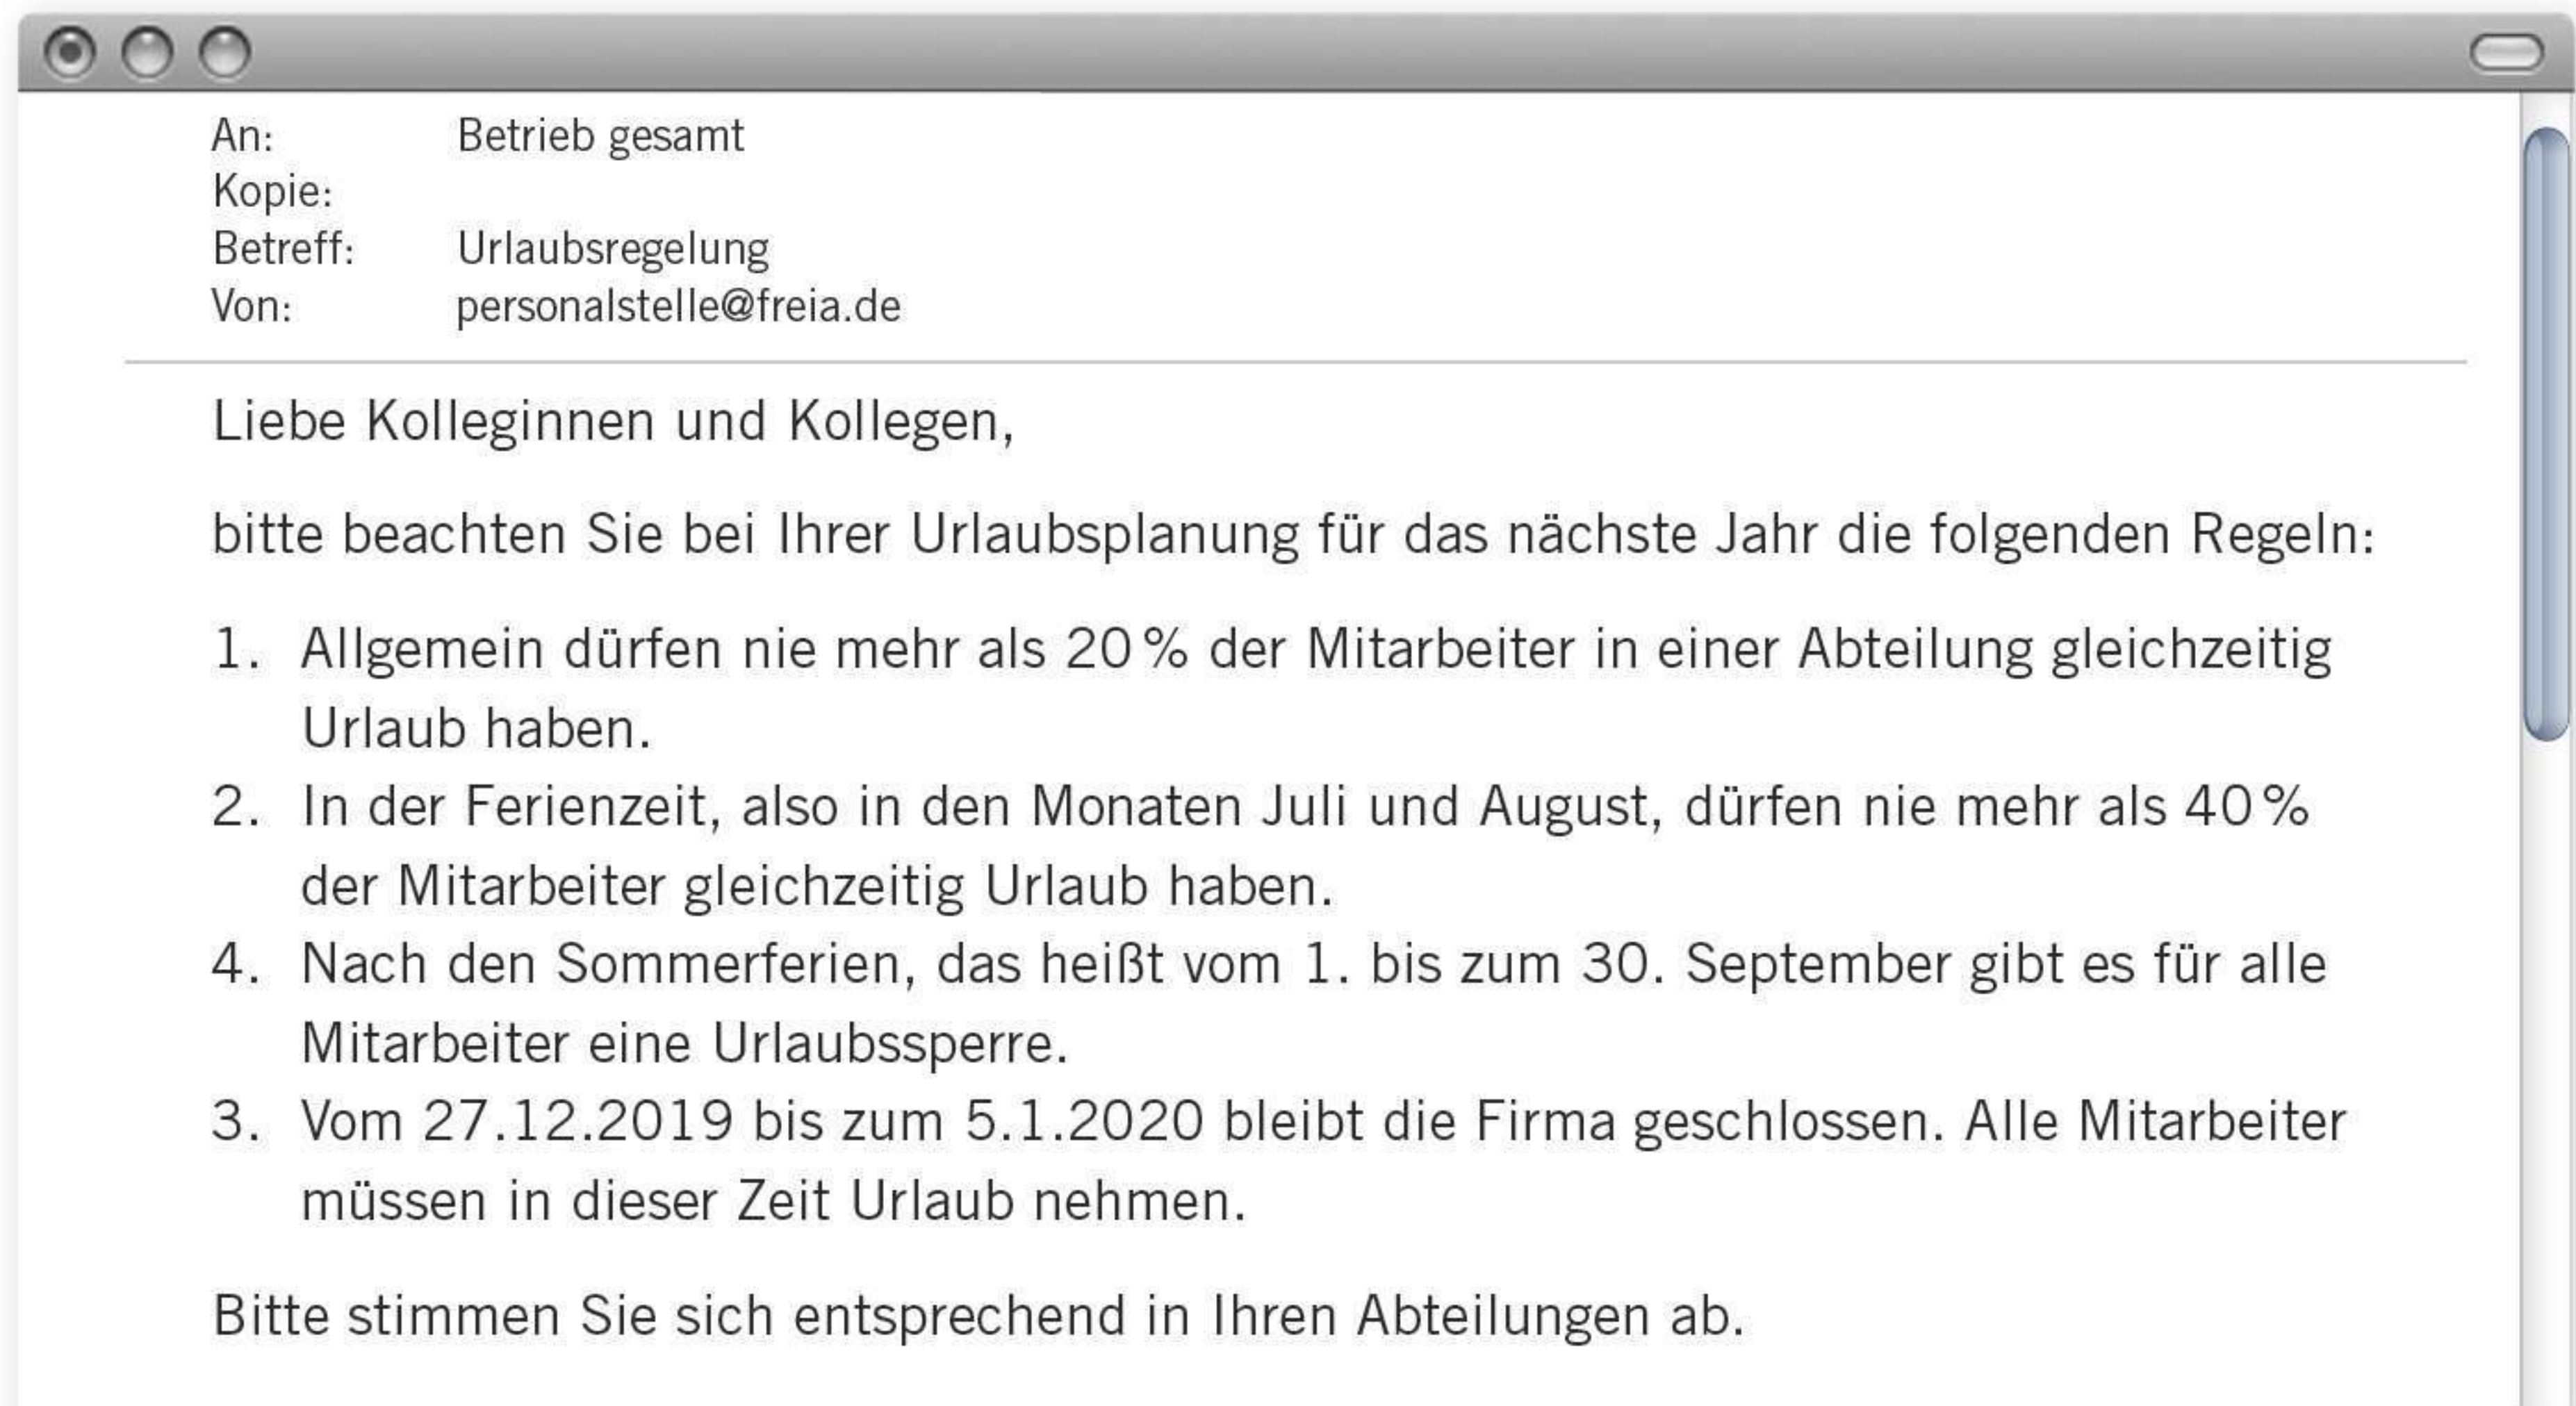 An: Betrieb gesamt
Kopie:
Betreff: Urlaubsregelung
Von: personalstelle@freia.de
Liebe Kolleginnen und Kollegen,
bitte beachten Sie bei Ihrer Urlaubsplanung für das nächste Jahr die folgenden Regeln:
1. Allgemein dürfen nie mehr als 20 % der Mitarbeiter in einer Abteilung gleichzeitig
Urlaub haben.
2. In der Ferienzeit, also in den Monaten Juli und August, dürfen nie mehr als 40 %
der Mitarbeiter gleichzeitig Urlaub haben.
4. Nach den Sommerferien, das heißt vom 1. bis zum 30. September gibt es für alle
Mitarbeiter eine Urlaubssperre.
3. Vom 27.12.2019 bis zum 5.1.2020 bleibt die Firma geschlossen. Alle Mitarbeiter
müssen in dieser Zeit Urlaub nehmen.
Bitte stimmen Sie sich entsprechend in Ihren Abteilungen ab.